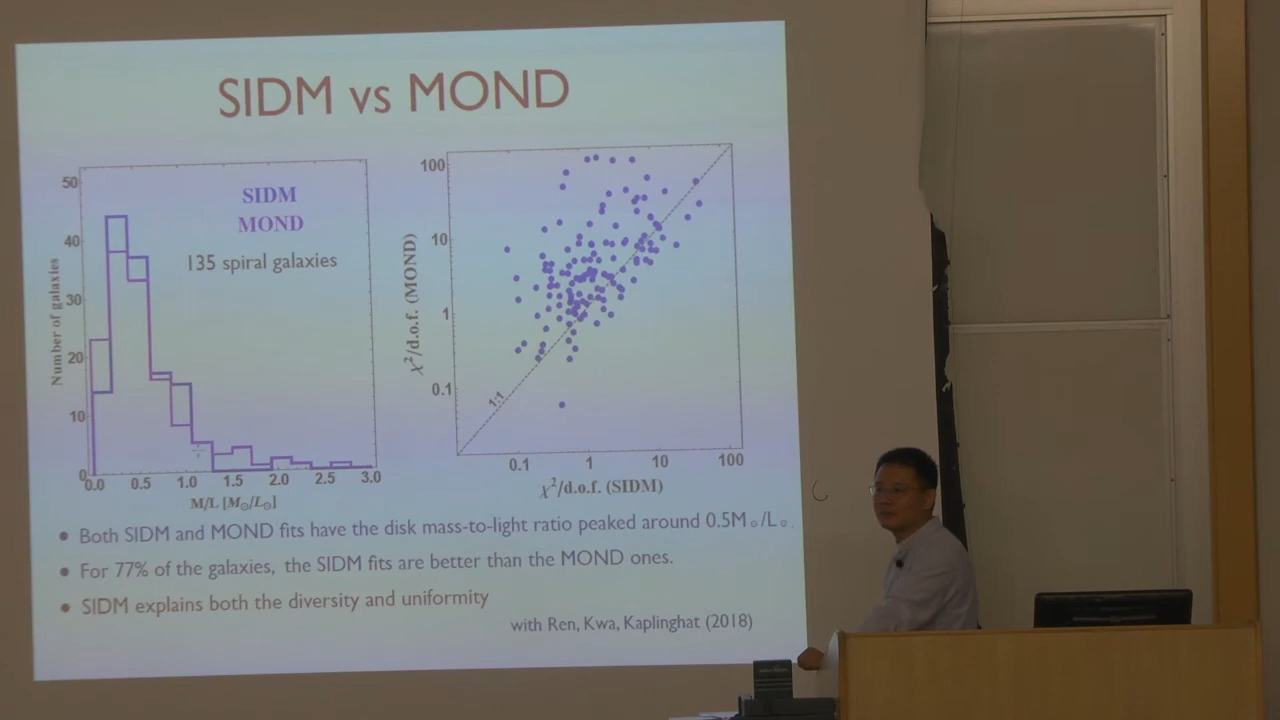 SIDM vs MOND
50
40
30
20
10
0
Number of galaxies
SIDM
MOND
135 spiral galaxies
0.0 0.5 1.0 1.5 2.0 2.5 3.0
M/L [M⊙/L⊙]
100
10
1
0.1
χ²/d.o.f. (MOND)
1:1
0.1 1 10 100
χ²/d.o.f. (SIDM)
• Both SIDM and MOND fits have the disk mass-to-light ratio peaked around 0.5M⊙/L⊙.
• For 77% of the galaxies, the SIDM fits are better than the MOND ones.
• SIDM explains both the diversity and uniformity
with Ren, Kwa, Kaplinghat (2018)